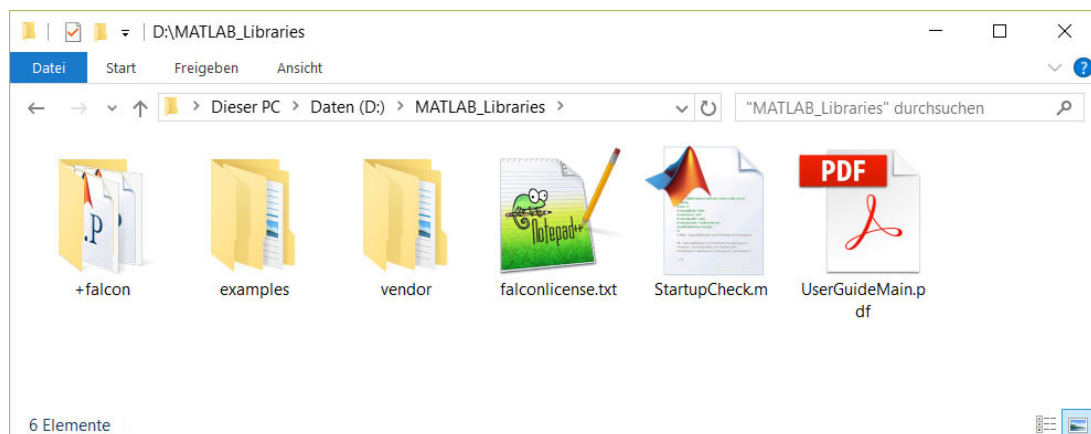 D:\MATLAB_Libraries
Datei Start Freigeben Ansicht ?
Dieser PC > Daten (D:) > MATLAB_Libraries > "MATLAB_Libraries" durchsuchen
.P
Notepad++
PDF
+falcon examples vendor falconlicense.txt StartupCheck.m UserGuideMain.p
df
6 Elemente